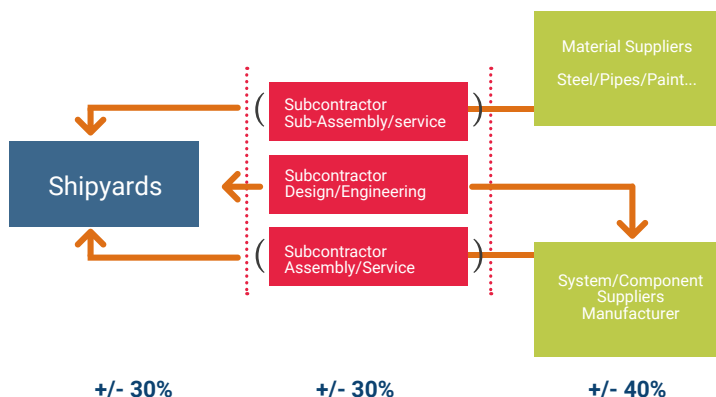 Material Suppliers
Steel/Pipes/Paint...
( Subcontractor )
Sub-Assembly/service
Shipyards
Subcontractor
Design/Engineering
( Subcontractor )
Assembly/Service
System/Component
Suppliers
Manufacturer
+/- 30%
+/- 30%
+/- 40%